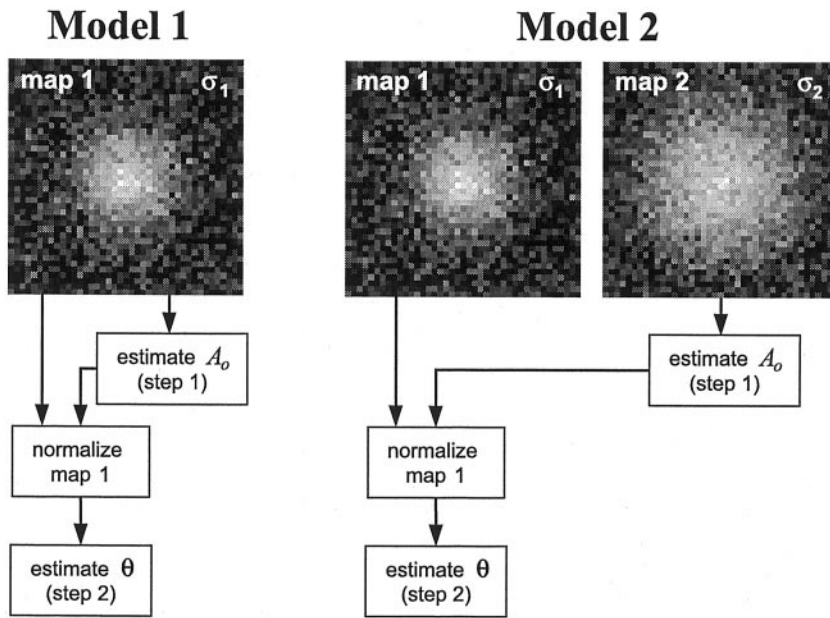 Model 1
map 1 σ1
estimate Ao
(step 1)
normalize
map 1
estimate θ
(step 2)
Model 2
map 1 σ1
map 2 σ2
estimate Ao
(step 1)
normalize
map 1
estimate θ
(step 2)